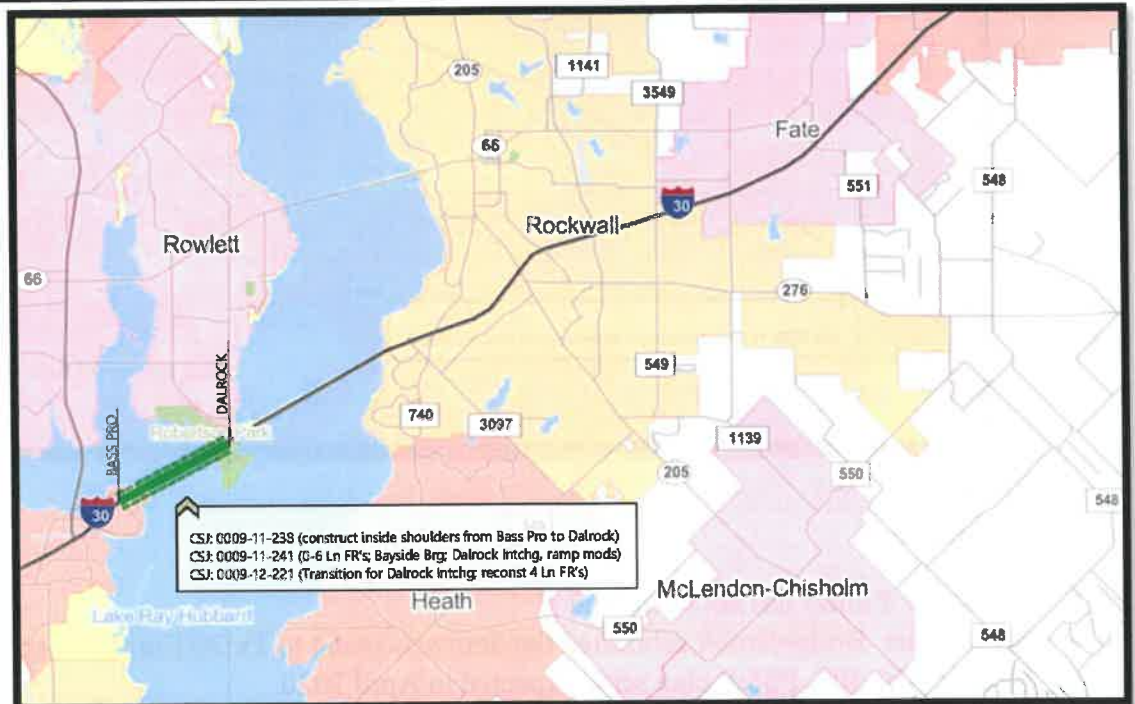 205
1141
3549
66
Fate
551
548
30
Rowlett
Rockwall
66
276
DALROCK
549
740
3097
1139
BASS PRO
205
550
548
30
CSJ: 0009-11-238 (construct inside shoulders from Bass Pro to Dalrock)
CSJ: 0009-11-241 (0-6 Ln FR's; Bayside Brg; Dalrock Intchg, ramp mods)
CSJ: 0009-12-221 (Transition for Dalrock Intchg; reconst 4 Ln FR's)
McLendon-Chisholm
Heath
Lake Ray Hubbard
550
548